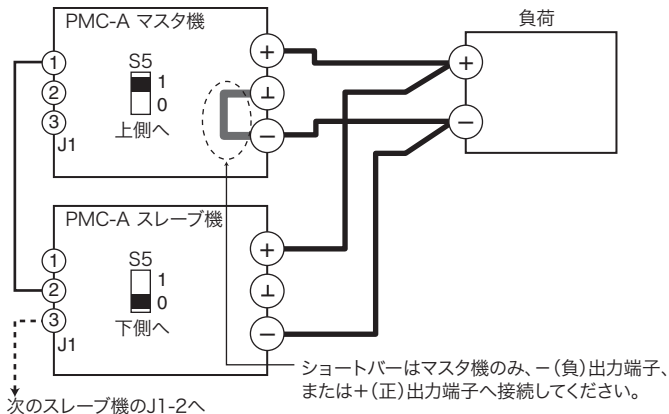 PMC-A マスタ機
負荷
1
2
3
J1
S5
1
0
上側へ
+
⊥
−
+
−
PMC-A スレーブ機
1
2
3
J1
S5
1
0
下側へ
+
⊥
−
ショートバーはマスタ機のみ、−(負)出力端子、
または+(正)出力端子へ接続してください。
次のスレーブ機のJ1-2へ